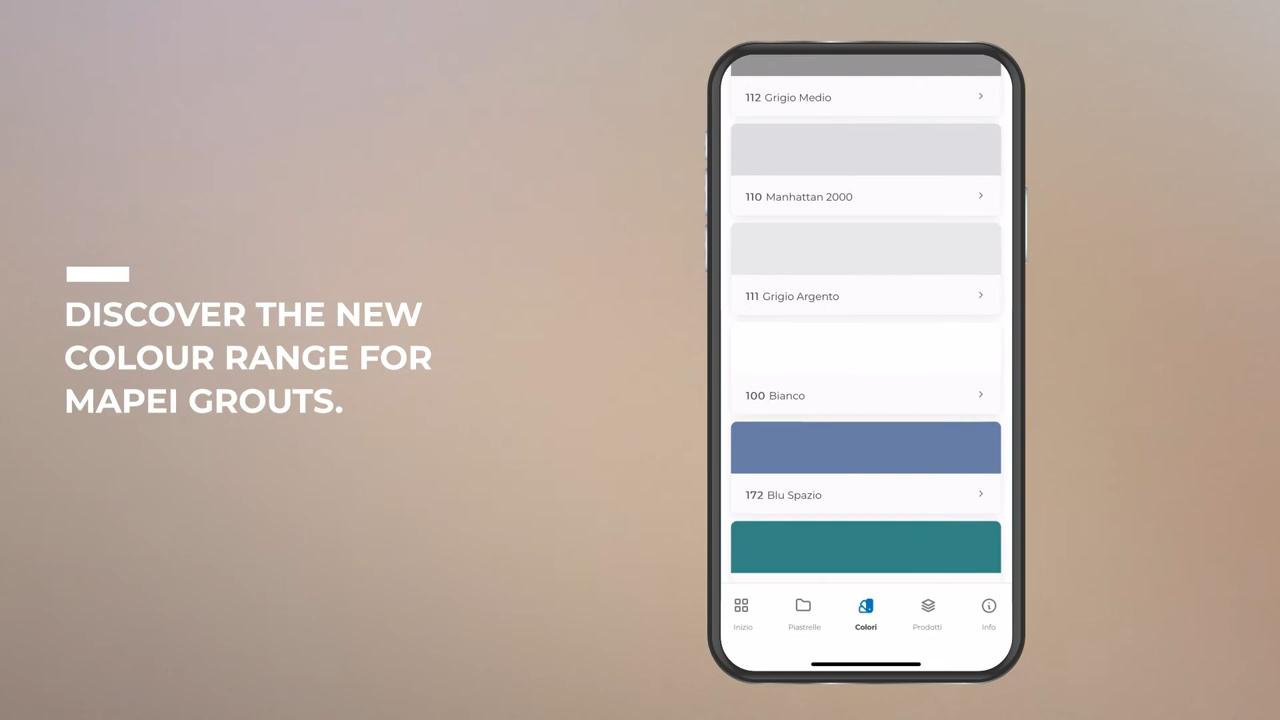 DISCOVER THE NEW
COLOUR RANGE FOR
MAPEI GROUTS.
112 Grigio Medio
110 Manhattan 2000
111 Grigio Argento
100 Bianco
172 Blu Spazio
Inizio
Piastrelle
Colori
Prodotti
Info